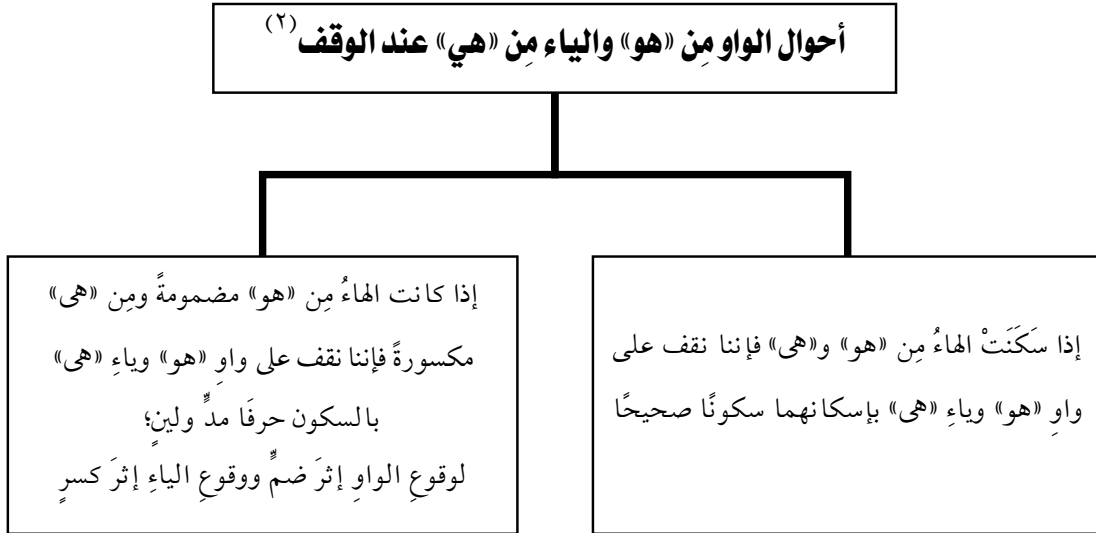 أحوال الواو مِن «هو» والياء مِن «هي» عند الوقف(٢)
إذا سَكَنَتْ الهاءُ مِن «هو» و«هى» فإننا نقف على
واوِ «هو» وياءِ «هى» بإسكانهما سكونًا صحيحًا
إذا كانت الهاءُ مِن «هو» مضمومةً ومِن «هى»
مكسورةً فإننا نقف على واوِ «هو» وياءِ «هى»
بالسكون حرفَا مدٍّ ولينٍ؛
لوقوعِ الواوِ إثرَ ضمٍّ ووقوعِ الياءِ إثرَ كسرٍ